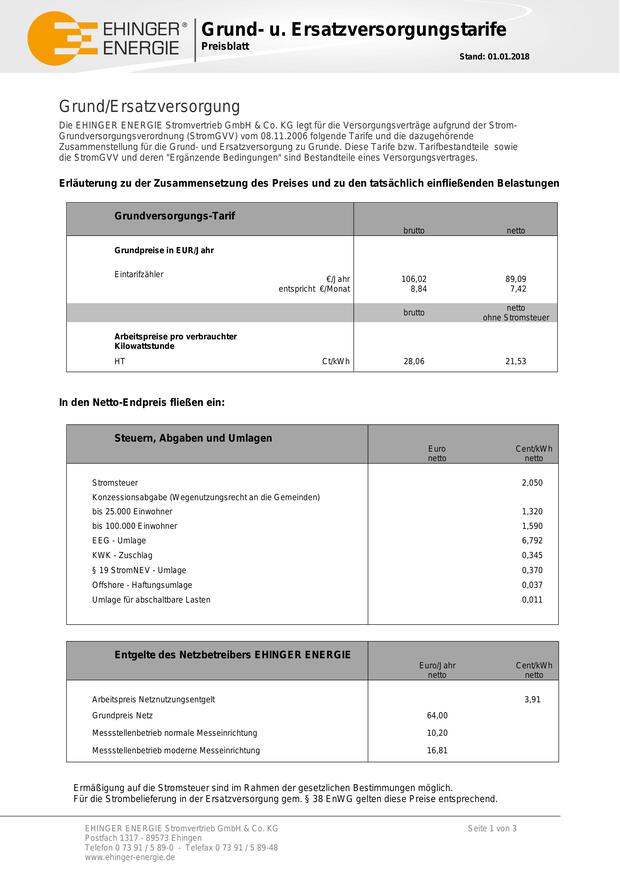 EHINGER®
ENERGIE
Grund- u. Ersatzversorgungstarife
Preisblatt
Stand: 01.01.2018
Grund/Ersatzversorgung
Die EHINGER ENERGIE Stromvertrieb GmbH & Co. KG legt für die Versorgungsverträge aufgrund der Strom-
Grundversorgungsverordnung (StromGVV) vom 08.11.2006 folgende Tarife und die dazugehörende
Zusammenstellung für die Grund- und Ersatzversorgung zu Grunde. Diese Tarife bzw. Tarifbestandteile sowie
die StromGVV und deren "Ergänzende Bedingungen" sind Bestandteile eines Versorgungsvertrages.
Erläuterung zu der Zusammensetzung des Preises und zu den tatsächlich einfließenden Belastungen
Grundversorgungs-Tarif
brutto netto
Grundpreise in EUR/Jahr
Eintarifzähler
€/Jahr 106,02 89,09
entspricht €/Monat 8,84 7,42
brutto netto
ohne Stromsteuer
Arbeitspreise pro verbrauchter
Kilowattstunde
HT Ct/kWh 28,06 21,53
In den Netto-Endpreis fließen ein:
Steuern, Abgaben und Umlagen
Euro Cent/kWh
netto netto
Stromsteuer 2,050
Konzessionsabgabe (Wegenutzungsrecht an die Gemeinden)
bis 25.000 Einwohner 1,320
bis 100.000 Einwohner 1,590
EEG - Umlage 6,792
KWK - Zuschlag 0,345
§ 19 StromNEV - Umlage 0,370
Offshore - Haftungsumlage 0,037
Umlage für abschaltbare Lasten 0,011
Entgelte des Netzbetreibers EHINGER ENERGIE
Euro/Jahr Cent/kWh
netto netto
Arbeitspreis Netznutzungsentgelt 3,91
Grundpreis Netz 64,00
Messstellenbetrieb normale Messeinrichtung 10,20
Messstellenbetrieb moderne Messeinrichtung 16,81
Ermäßigung auf die Stromsteuer sind im Rahmen der gesetzlichen Bestimmungen möglich.
Für die Strombelieferung in der Ersatzversorgung gem. § 38 EnWG gelten diese Preise entsprechend.
EHINGER ENERGIE Stromvertrieb GmbH & Co. KG Seite 1 von 3
Postfach 1317 - 89573 Ehingen
Telefon 0 73 91 / 5 89-0 - Telefax 0 73 91 / 5 89-48
www.ehinger-energie.de